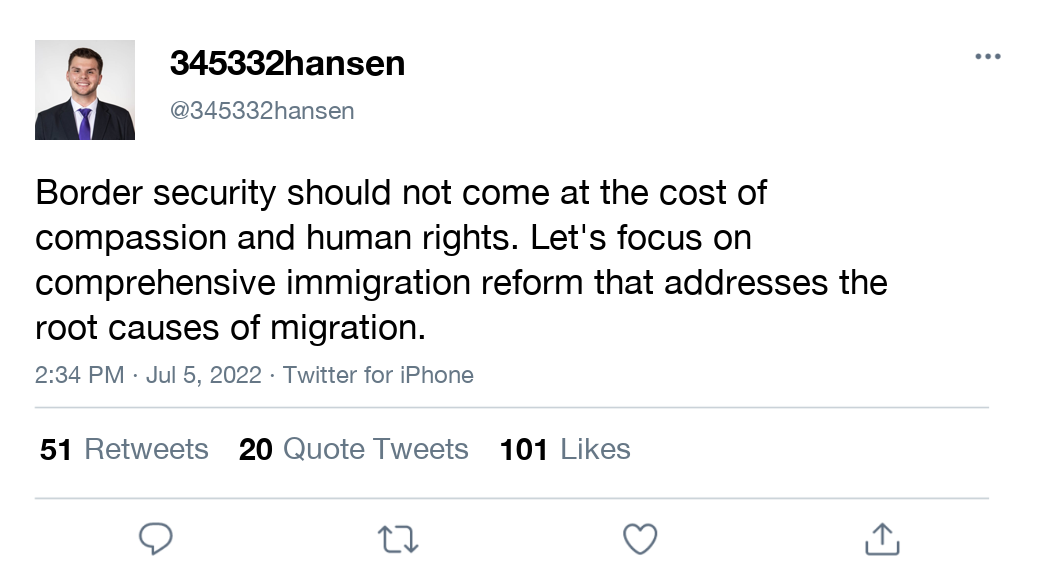 345332hansen
@345332hansen
Border security should not come at the cost of
compassion and human rights. Let's focus on
comprehensive immigration reform that addresses the
root causes of migration.
2:34 PM · Jul 5, 2022 · Twitter for iPhone
51 Retweets 20 Quote Tweets 101 Likes